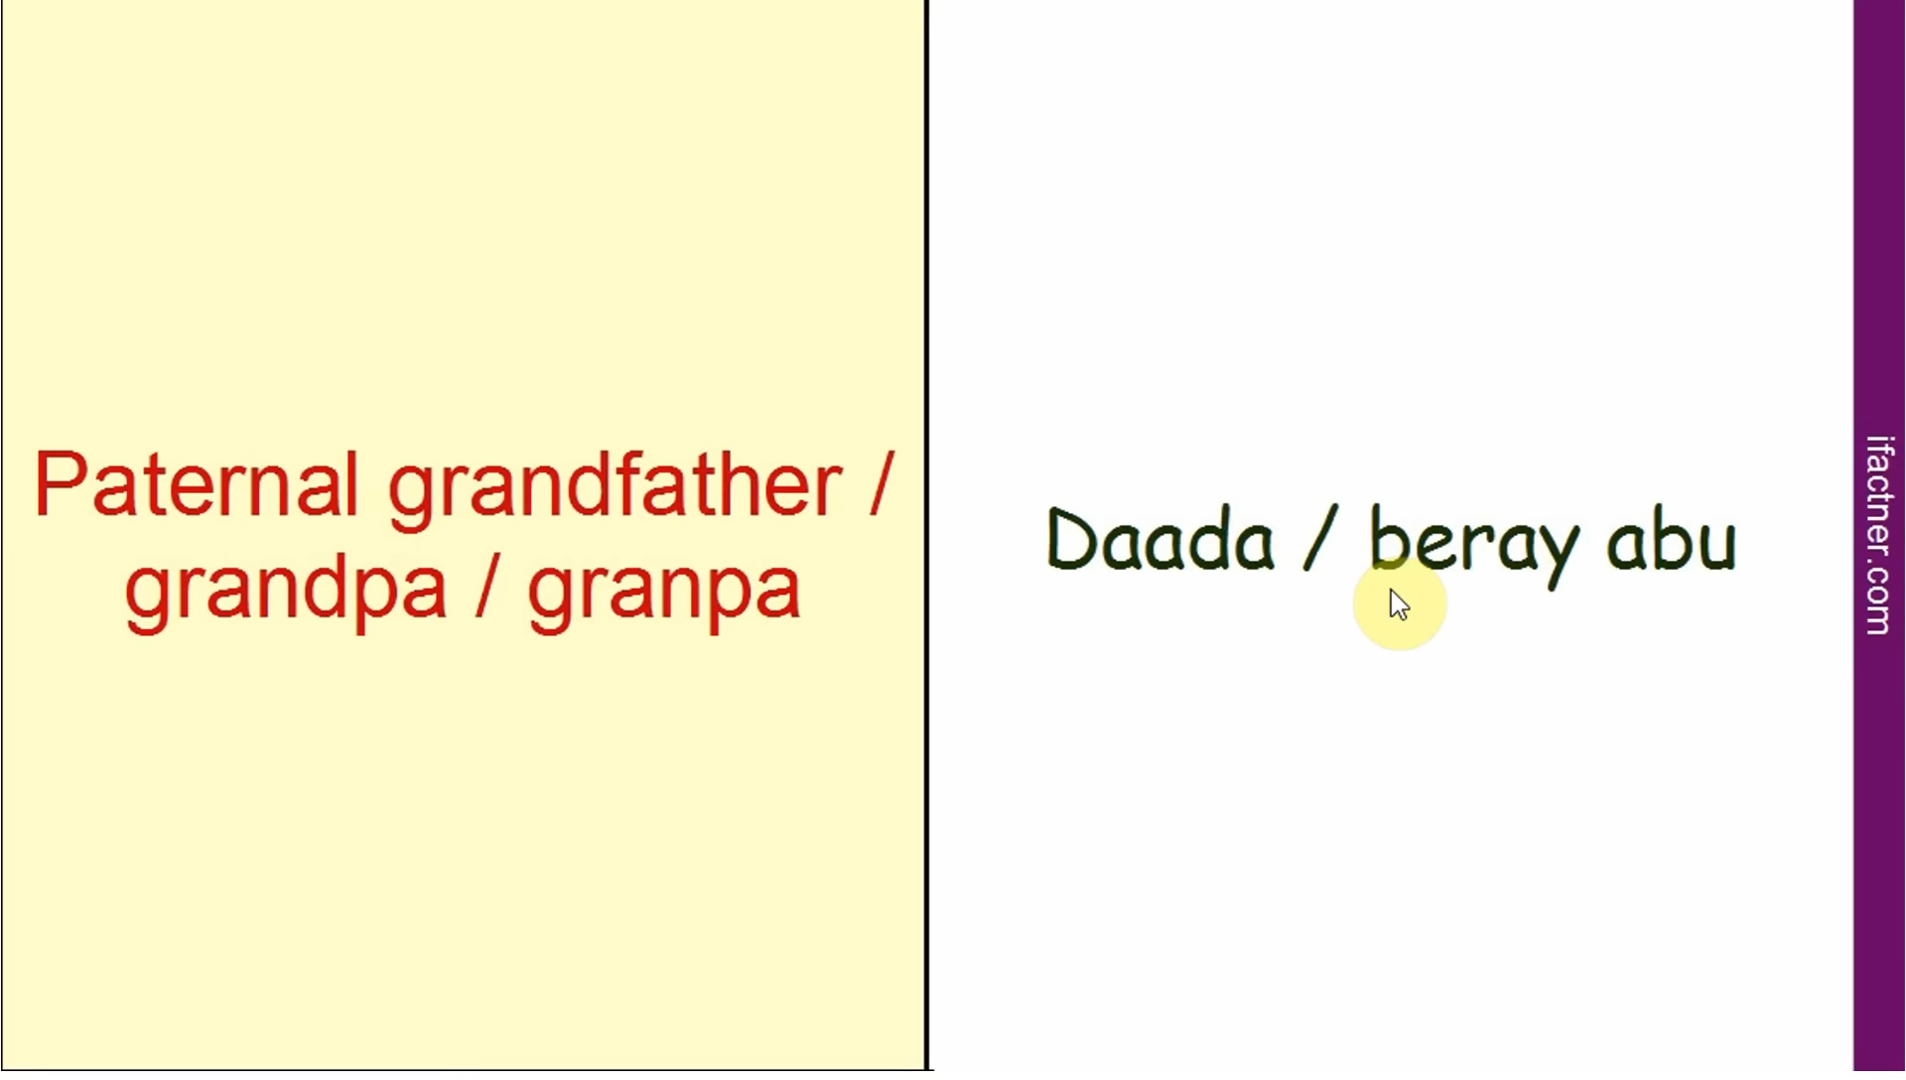 Paternal grandfather /
grandpa / granpa
Daada / beray abu
ifactner.com